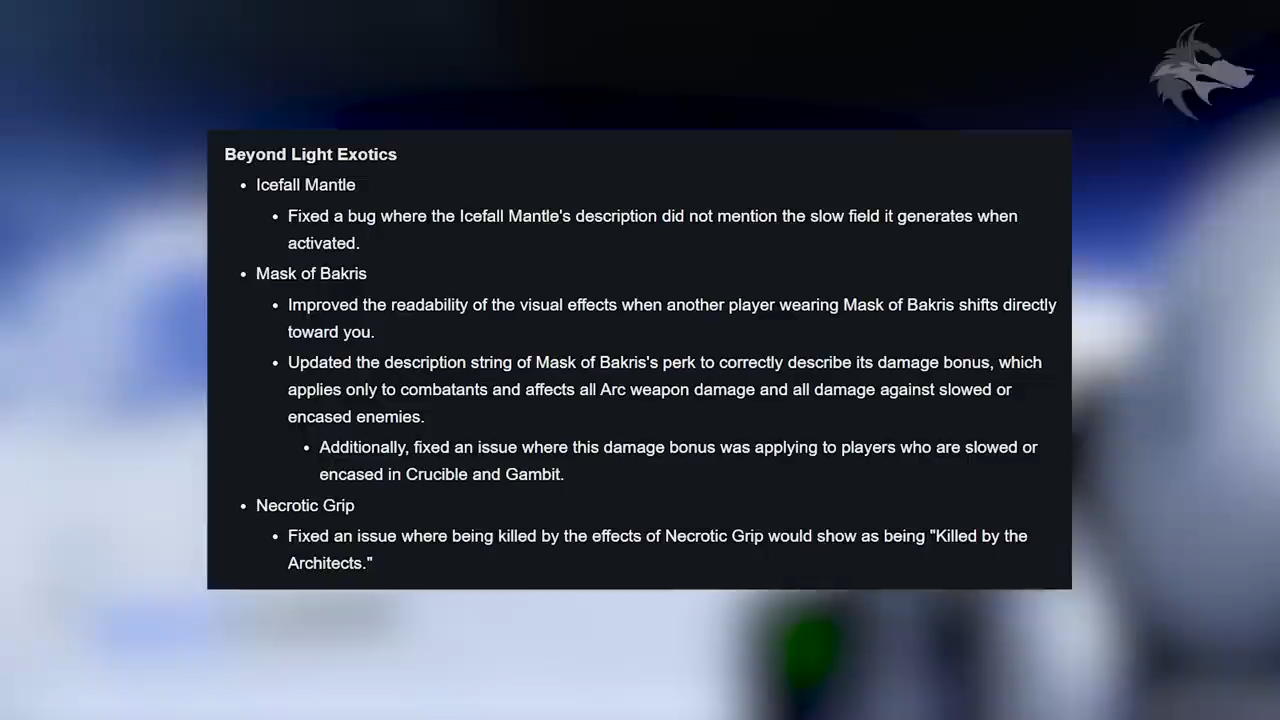 Beyond Light Exotics
• Icefall Mantle
• Fixed a bug where the Icefall Mantle's description did not mention the slow field it generates when
activated.
• Mask of Bakris
• Improved the readability of the visual effects when another player wearing Mask of Bakris shifts directly
toward you.
• Updated the description string of Mask of Bakris's perk to correctly describe its damage bonus, which
applies only to combatants and affects all Arc weapon damage and all damage against slowed or
encased enemies.
• Additionally, fixed an issue where this damage bonus was applying to players who are slowed or
encased in Crucible and Gambit.
• Necrotic Grip
• Fixed an issue where being killed by the effects of Necrotic Grip would show as being "Killed by the
Architects."